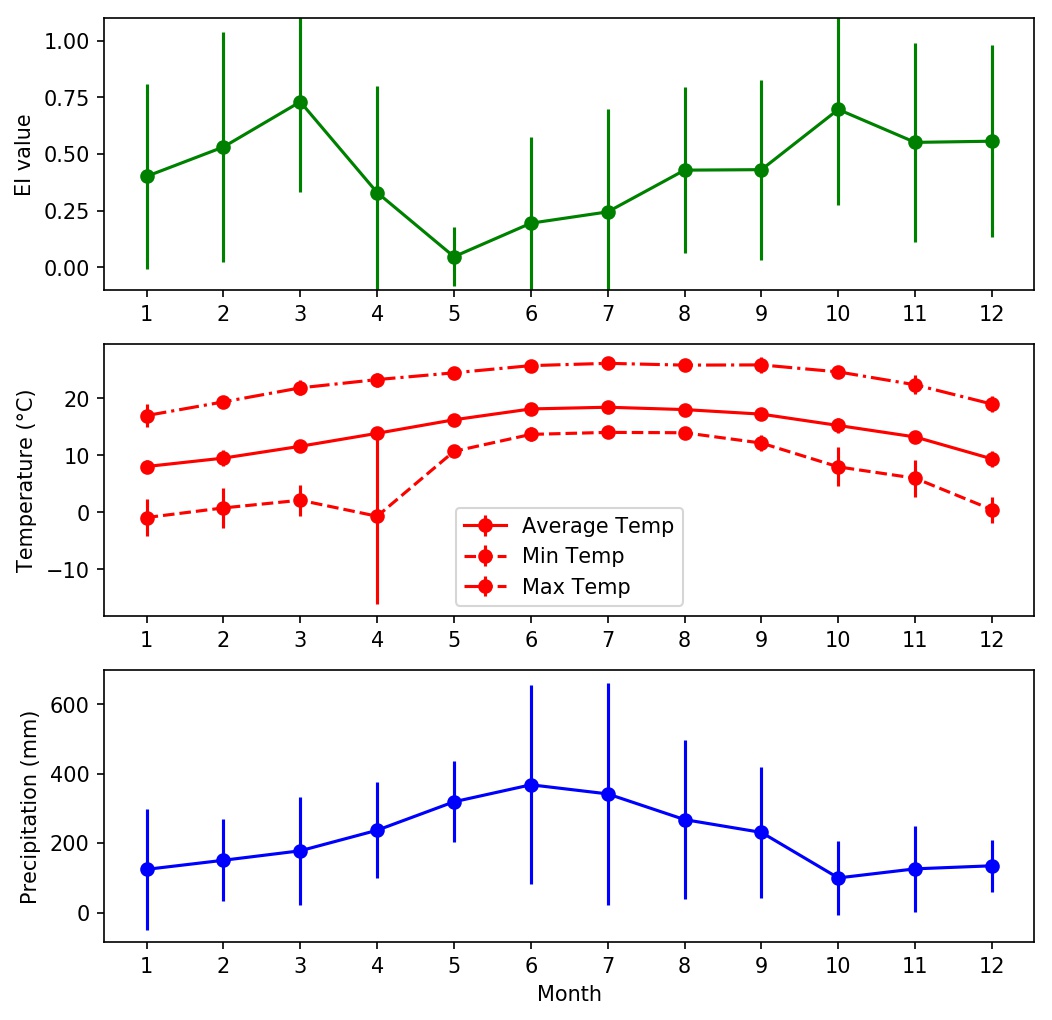 EI value
1.00
0.75
0.50
0.25
0.00
1 2 3 4 5 6 7 8 9 10 11 12
Temperature (°C)
20
10
0
−10
Average Temp
Min Temp
Max Temp
1 2 3 4 5 6 7 8 9 10 11 12
Precipitation (mm)
600
400
200
0
1 2 3 4 5 6 7 8 9 10 11 12
Month